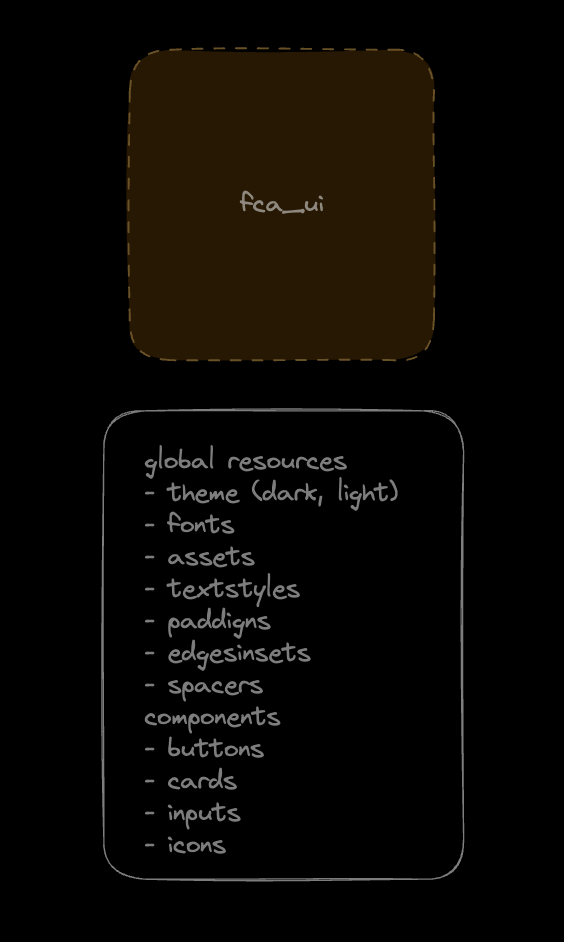 fca_ui
global resources
- theme (dark, light)
- fonts
- assets
- textstyles
- paddigns
- edgesinsets
- spacers
components
- buttons
- cards
- inputs
- icons